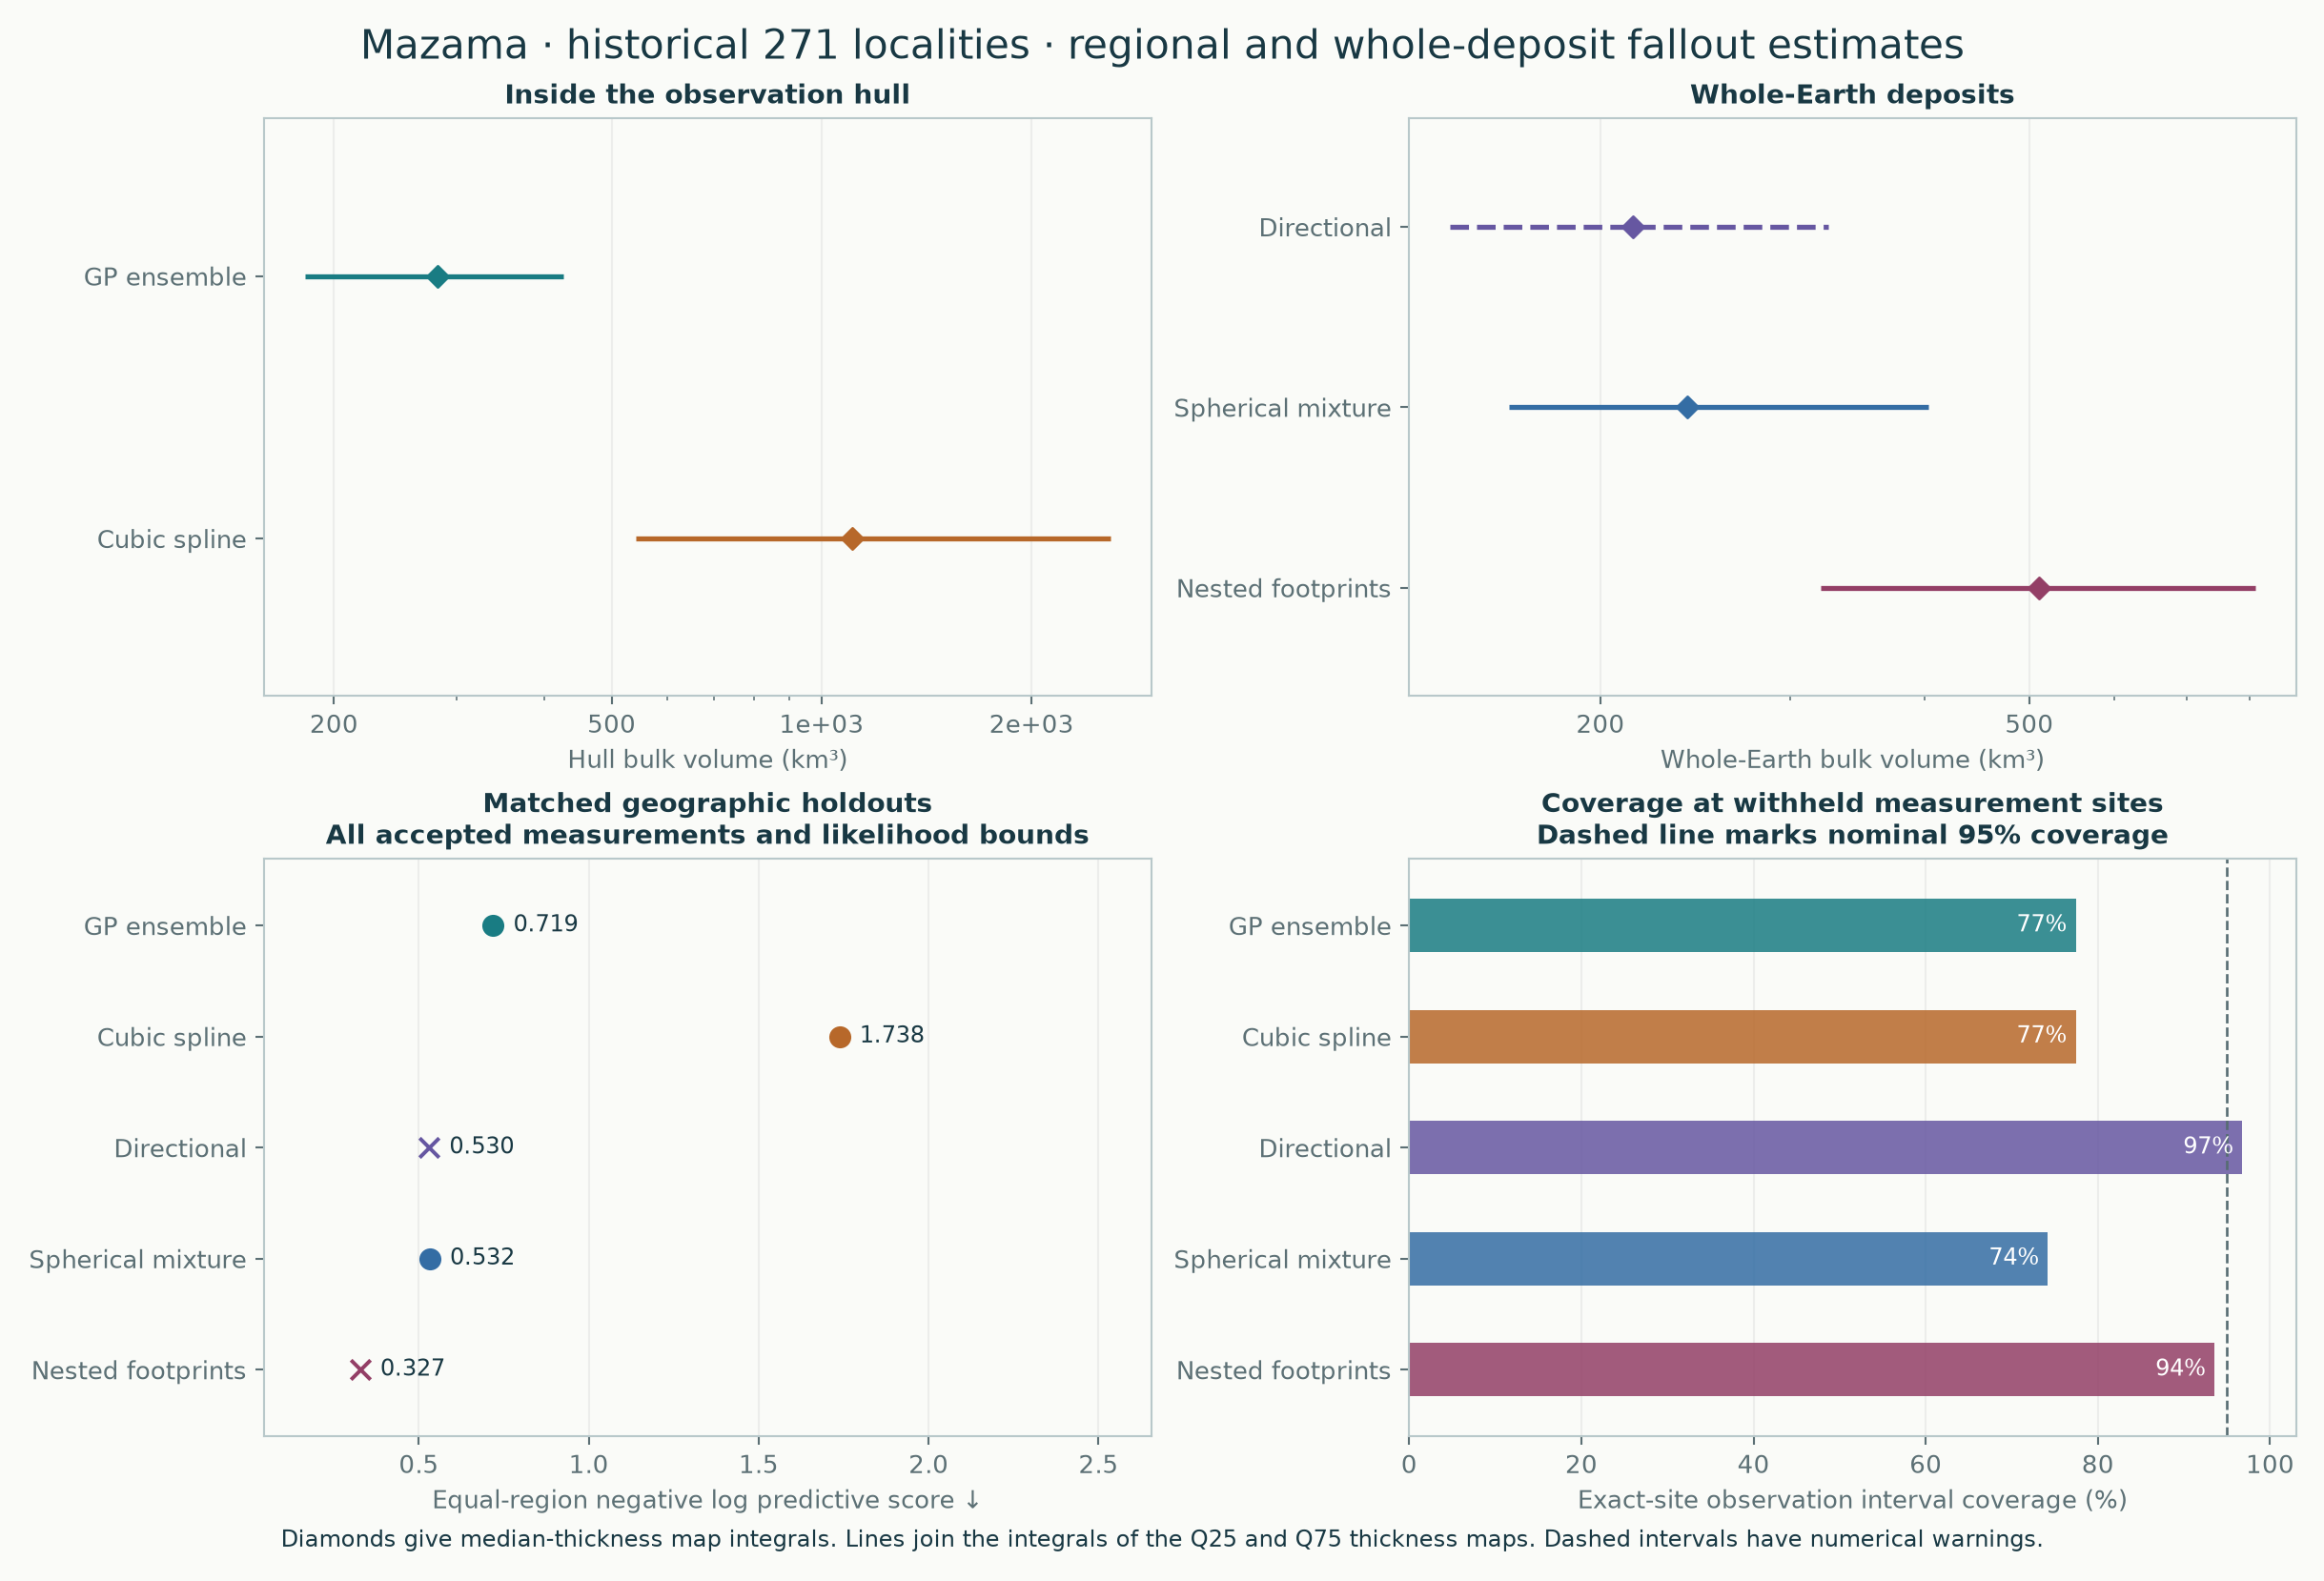 Mazama · historical 271 localities · regional and whole-deposit fallout estimates
Inside the observation hull
GP ensemble
Cubic spline
200
500
1e+03
2e+03
Hull bulk volume (km³)
Whole-Earth deposits
Directional
Spherical mixture
Nested footprints
200
500
Whole-Earth bulk volume (km³)
Matched geographic holdouts
All accepted measurements and likelihood bounds
GP ensemble
0.719
Cubic spline
1.738
Directional
0.530
Spherical mixture
0.532
Nested footprints
0.327
0.5
1.0
1.5
2.0
2.5
Equal-region negative log predictive score ↓
Coverage at withheld measurement sites
Dashed line marks nominal 95% coverage
GP ensemble
77%
Cubic spline
77%
Directional
97%
Spherical mixture
74%
Nested footprints
94%
0
20
40
60
80
100
Exact-site observation interval coverage (%)
Diamonds give median-thickness map integrals. Lines join the integrals of the Q25 and Q75 thickness maps. Dashed intervals have numerical warnings.